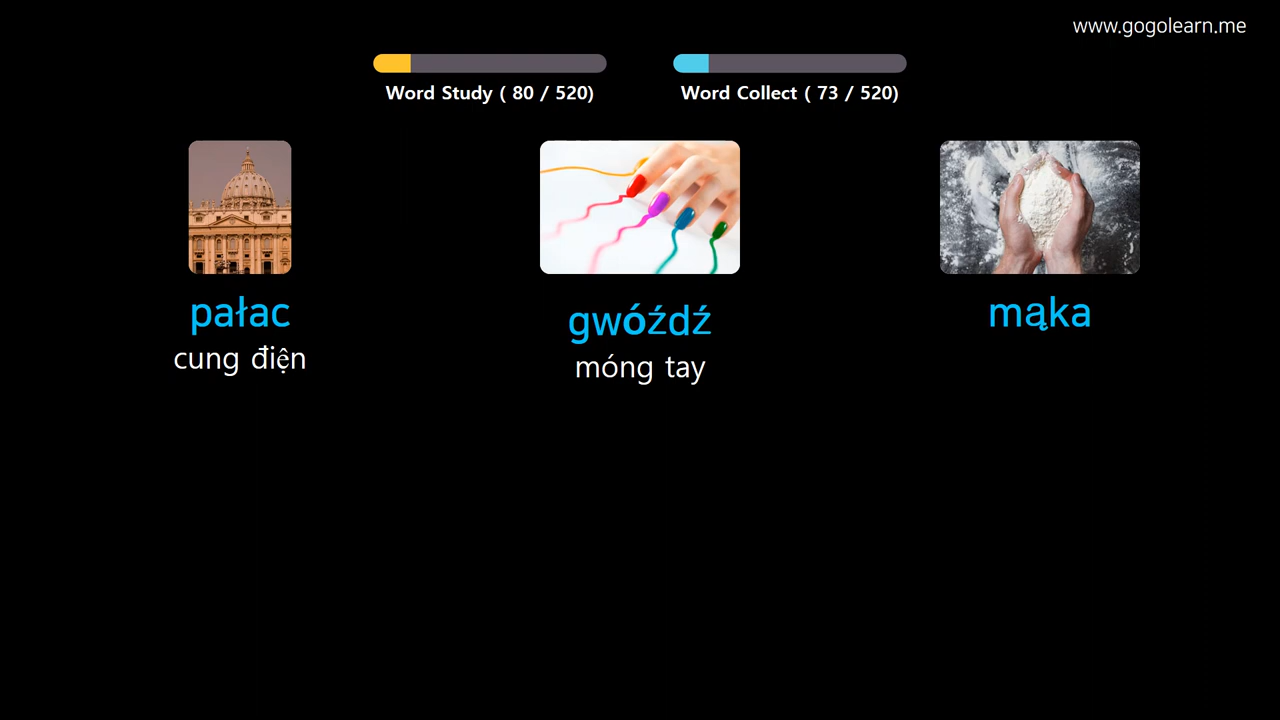 www.gogolearn.me
Word Study ( 80 / 520)
Word Collect ( 73 / 520)
pałac
cung điện
gwóźdź
móng tay
mąka